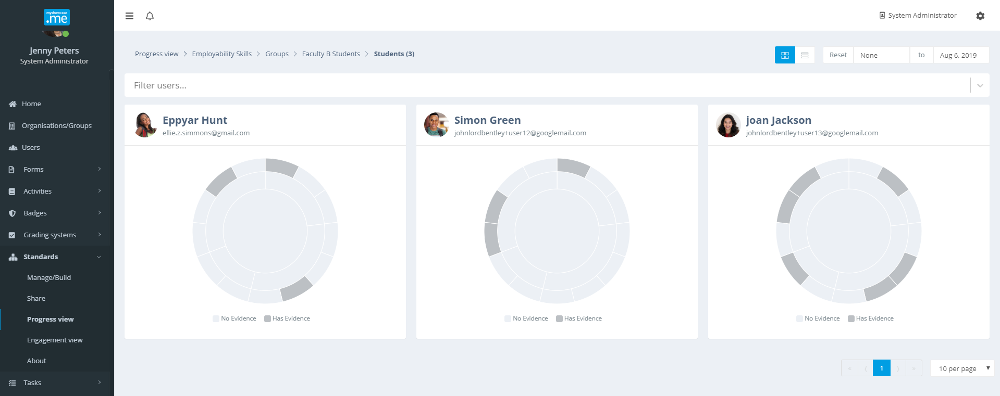 myshowcase
.me
Jenny Peters
System Administrator
Home
Organisations/Groups
Users
Forms
Activities
Badges
Grading systems
Standards
Manage/Build
Share
Progress view
Engagement view
About
Tasks
System Administrator
Progress view > Employability Skills > Groups > Faculty B Students > Students (3)
Reset None to Aug 6, 2019
Filter users...
Eppyar Hunt
ellie.z.simmons@gmail.com
No Evidence Has Evidence
Simon Green
johnlordbentley+user12@googlemail.com
No Evidence Has Evidence
joan Jackson
johnlordbentley+user13@googlemail.com
No Evidence Has Evidence
« ⟨ 1 ⟩ »
10 per page